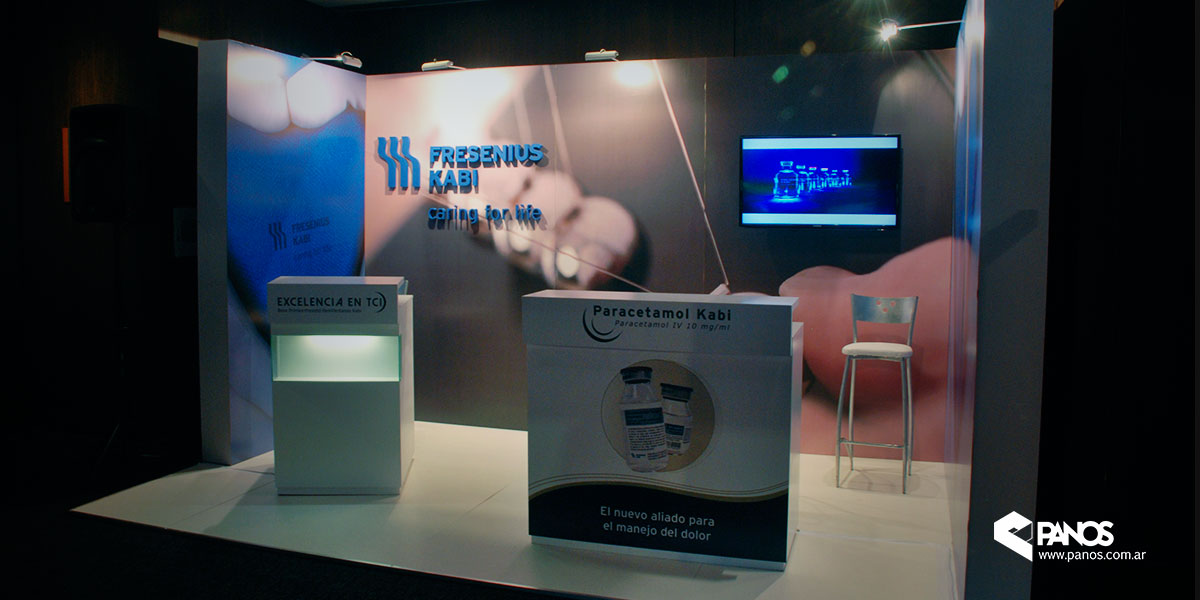 FRESENIUS
KABI
caring for life
FRESENIUS
KABI
EXCELENCIA EN TCI
Paracetamol Kabi
Paracetamol IV 10 mg/ml
El nuevo aliado para
el manejo del dolor
PANOS
www.panos.com.ar